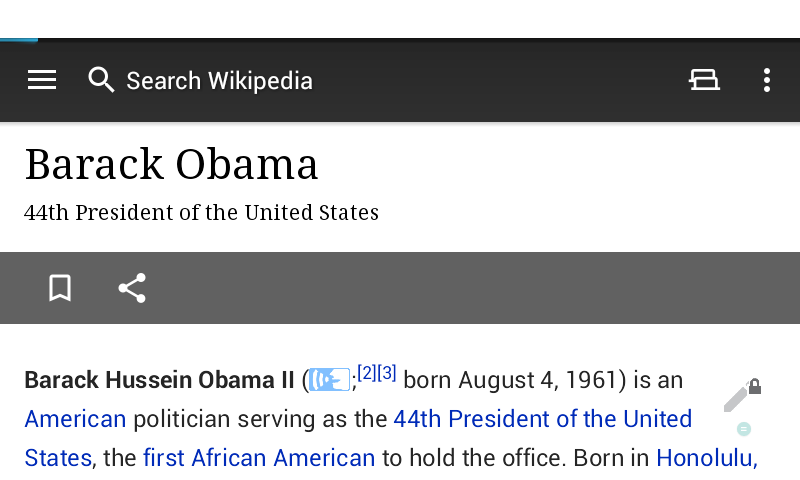 Search Wikipedia
Barack Obama
44th President of the United States
Barack Hussein Obama II (;[2][3] born August 4, 1961) is an
American politician serving as the 44th President of the United
States, the first African American to hold the office. Born in Honolulu,